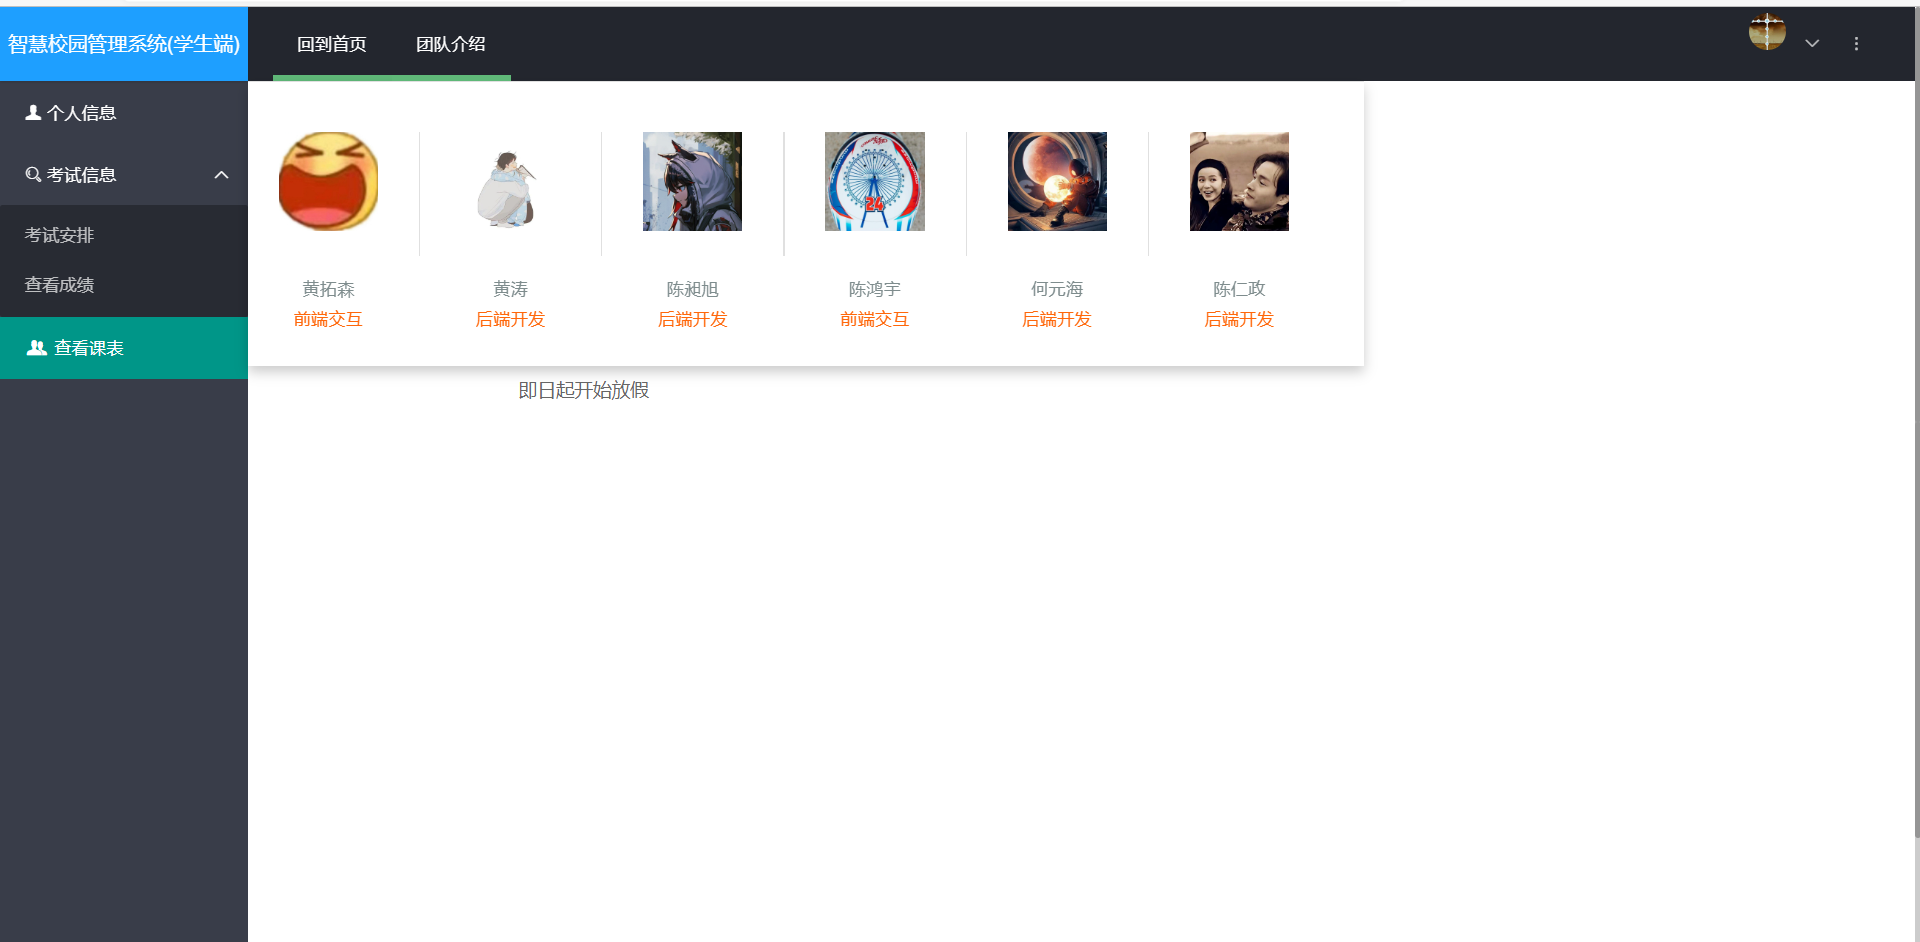 智慧校园管理系统(学生端)
回到首页
团队介绍
个人信息
考试信息
考试安排
查看成绩
查看课表
24
黄拓森
前端交互
黄涛
后端开发
陈昶旭
后端开发
陈鸿宇
前端交互
何元海
后端开发
陈仁政
后端开发
即日起开始放假